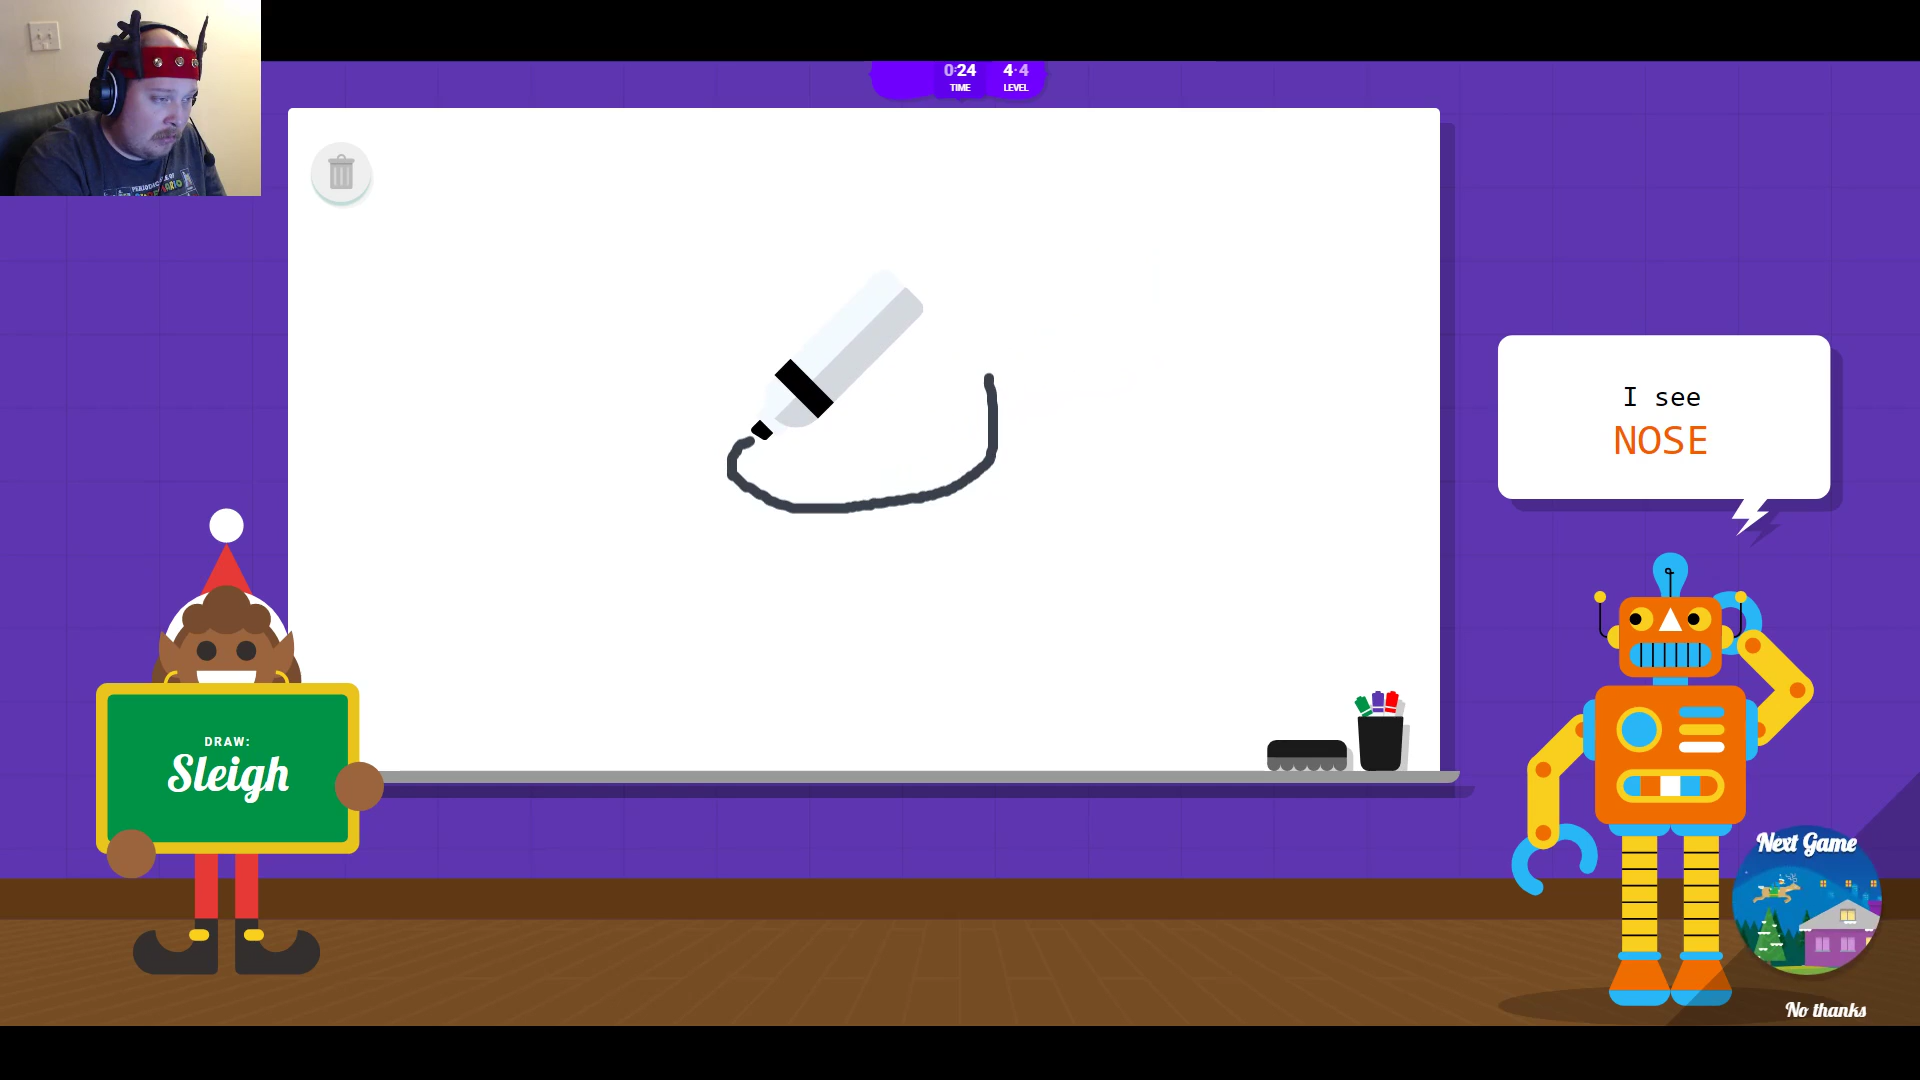 0:24
TIME
4·4
LEVEL
I see
NOSE
DRAW:
Sleigh
Next Game
No thanks